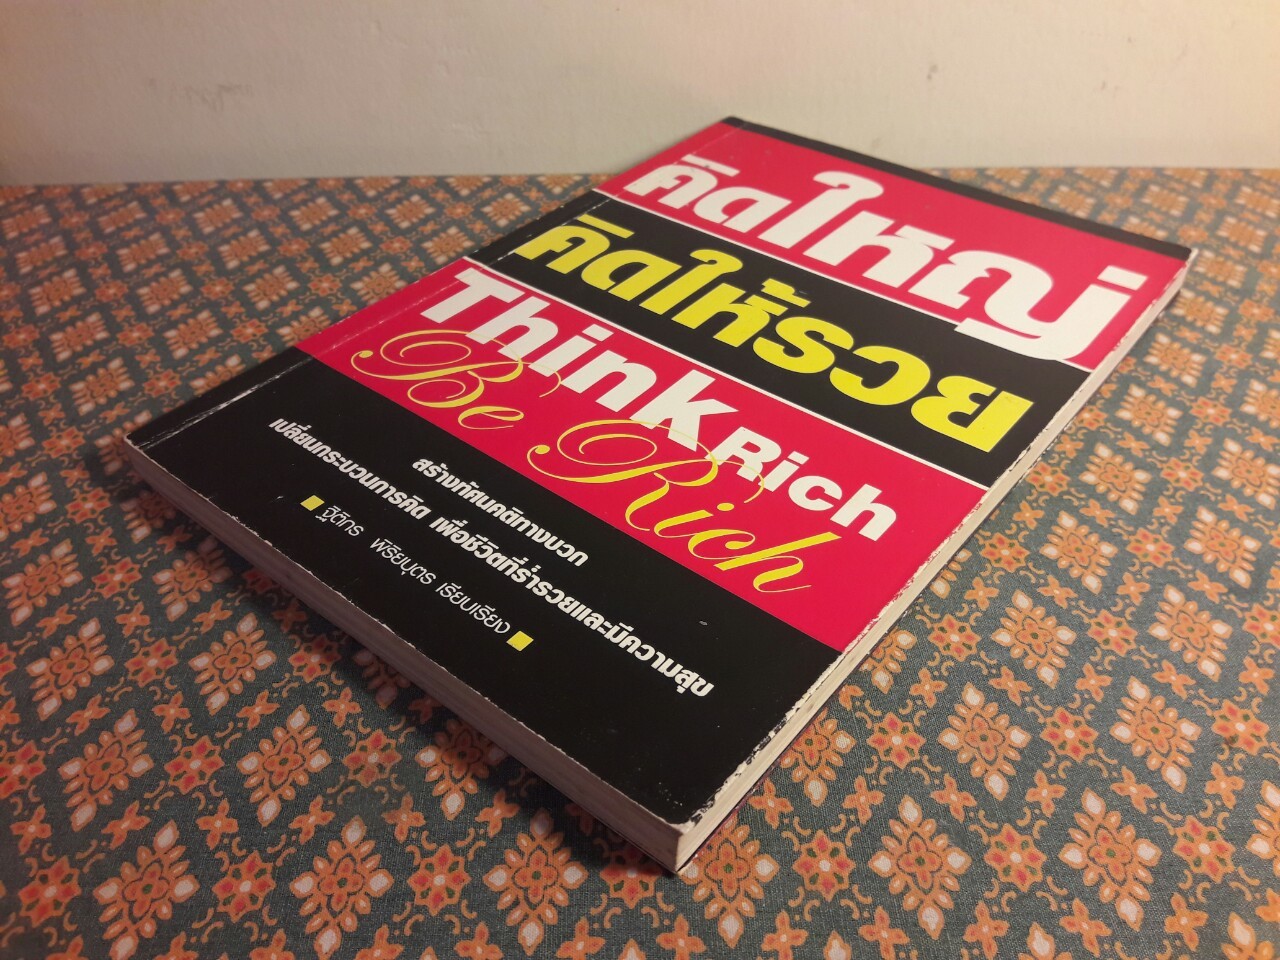 คิดใหญ่
คิดให้รวย
Think Rich
Be Rich
สร้างทัศนคติทางบวก
เปลี่ยนกระบวนการคิด เพื่อชีวิตที่ร่ำรวยและมีความสุข
ฐิติกร พิริยบุตร เรียบเรียง